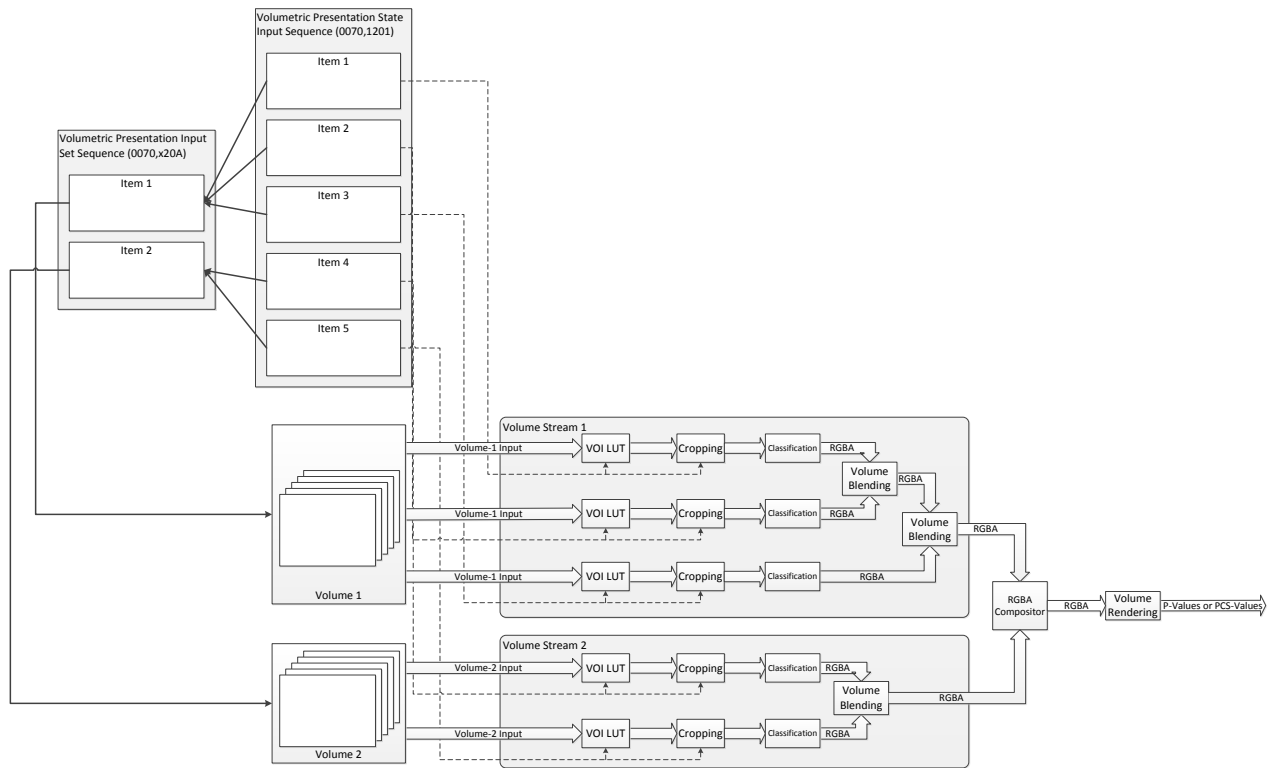 Volumetric Presentation State
Input Sequence (0070,1201)
Item 1
Item 2
Item 3
Item 4
Item 5
Volumetric Presentation Input
Set Sequence (0070,x20A)
Item 1
Item 2
Volume 1
Volume 2
Volume Stream 1
Volume-1 Input
VOI LUT
Cropping
Classification
RGBA
Volume
Blending
RGBA
Volume-1 Input
VOI LUT
Cropping
Classification
RGBA
Volume
Blending
RGBA
Volume-1 Input
VOI LUT
Cropping
Classification
RGBA
RGBA
Compositor
RGBA
Volume
Rendering
P-Values or PCS-Values
Volume Stream 2
Volume-2 Input
VOI LUT
Cropping
Classification
RGBA
Volume
Blending
RGBA
Volume-2 Input
VOI LUT
Cropping
Classification
RGBA